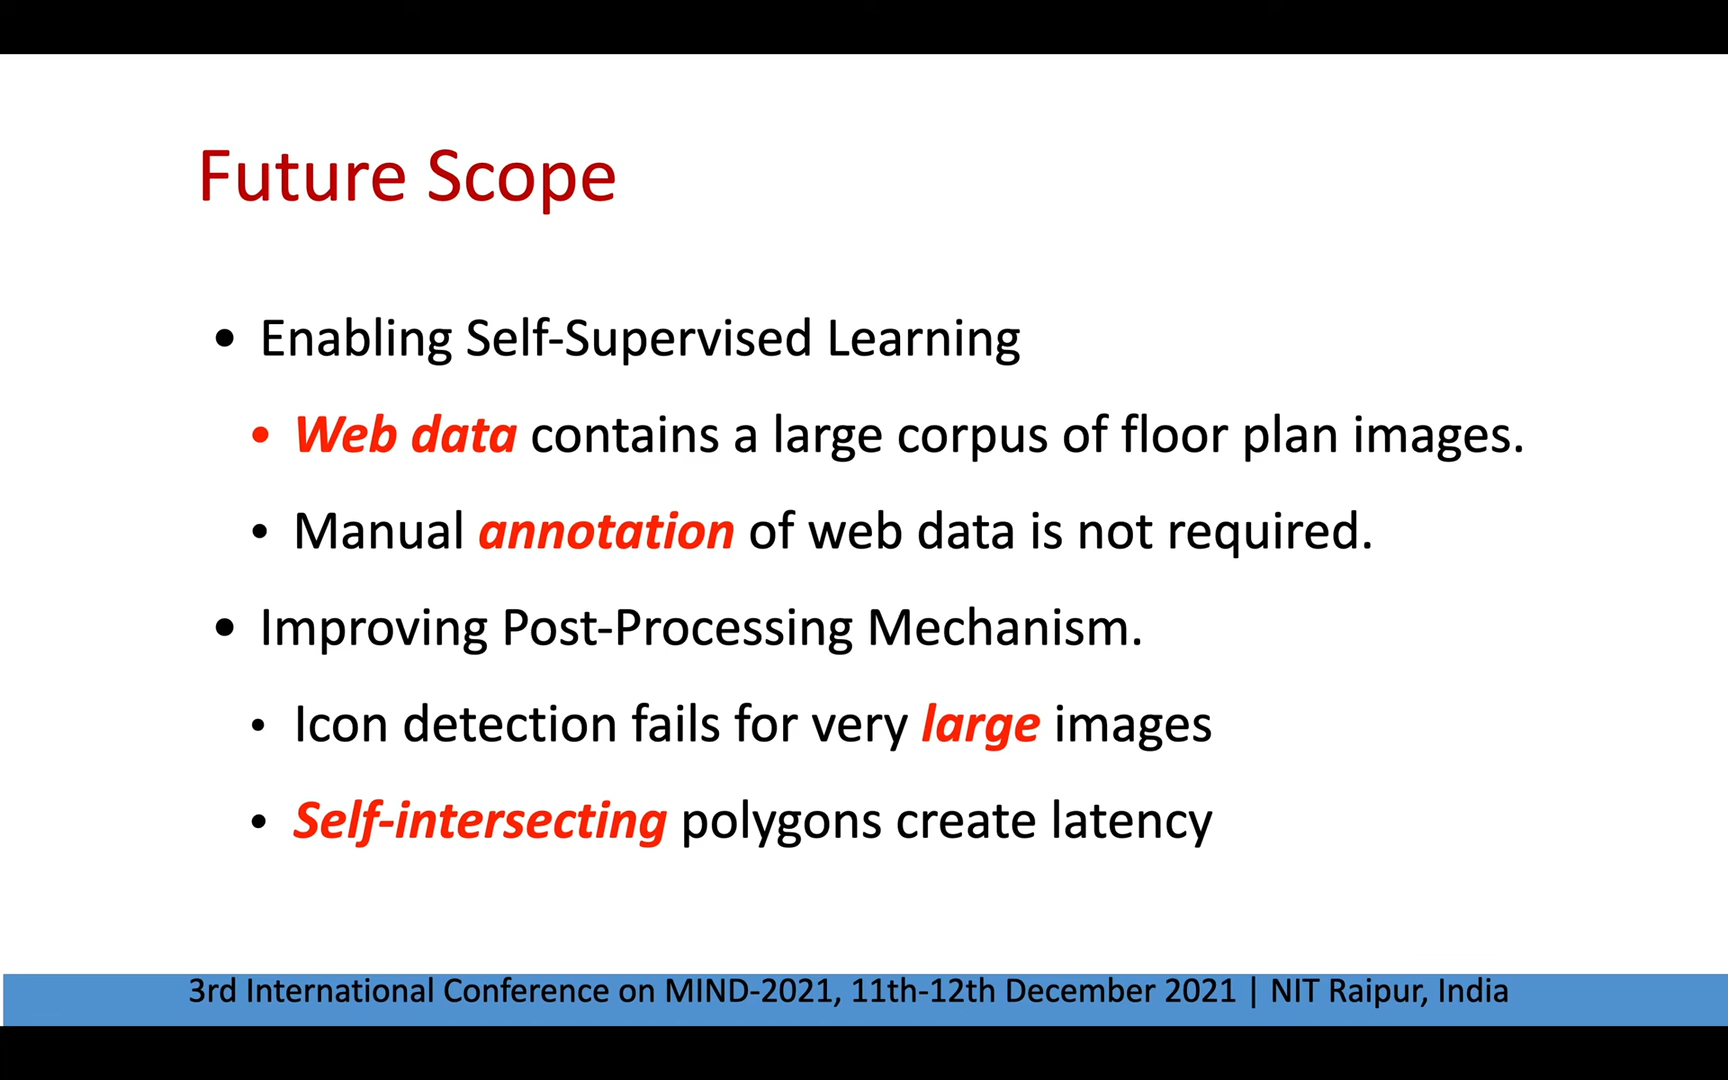 Future Scope
• Enabling Self-Supervised Learning
• Web data contains a large corpus of floor plan images.
• Manual annotation of web data is not required.
• Improving Post-Processing Mechanism.
• Icon detection fails for very large images
• Self-intersecting polygons create latency
3rd International Conference on MIND-2021, 11th-12th December 2021 | NIT Raipur, India